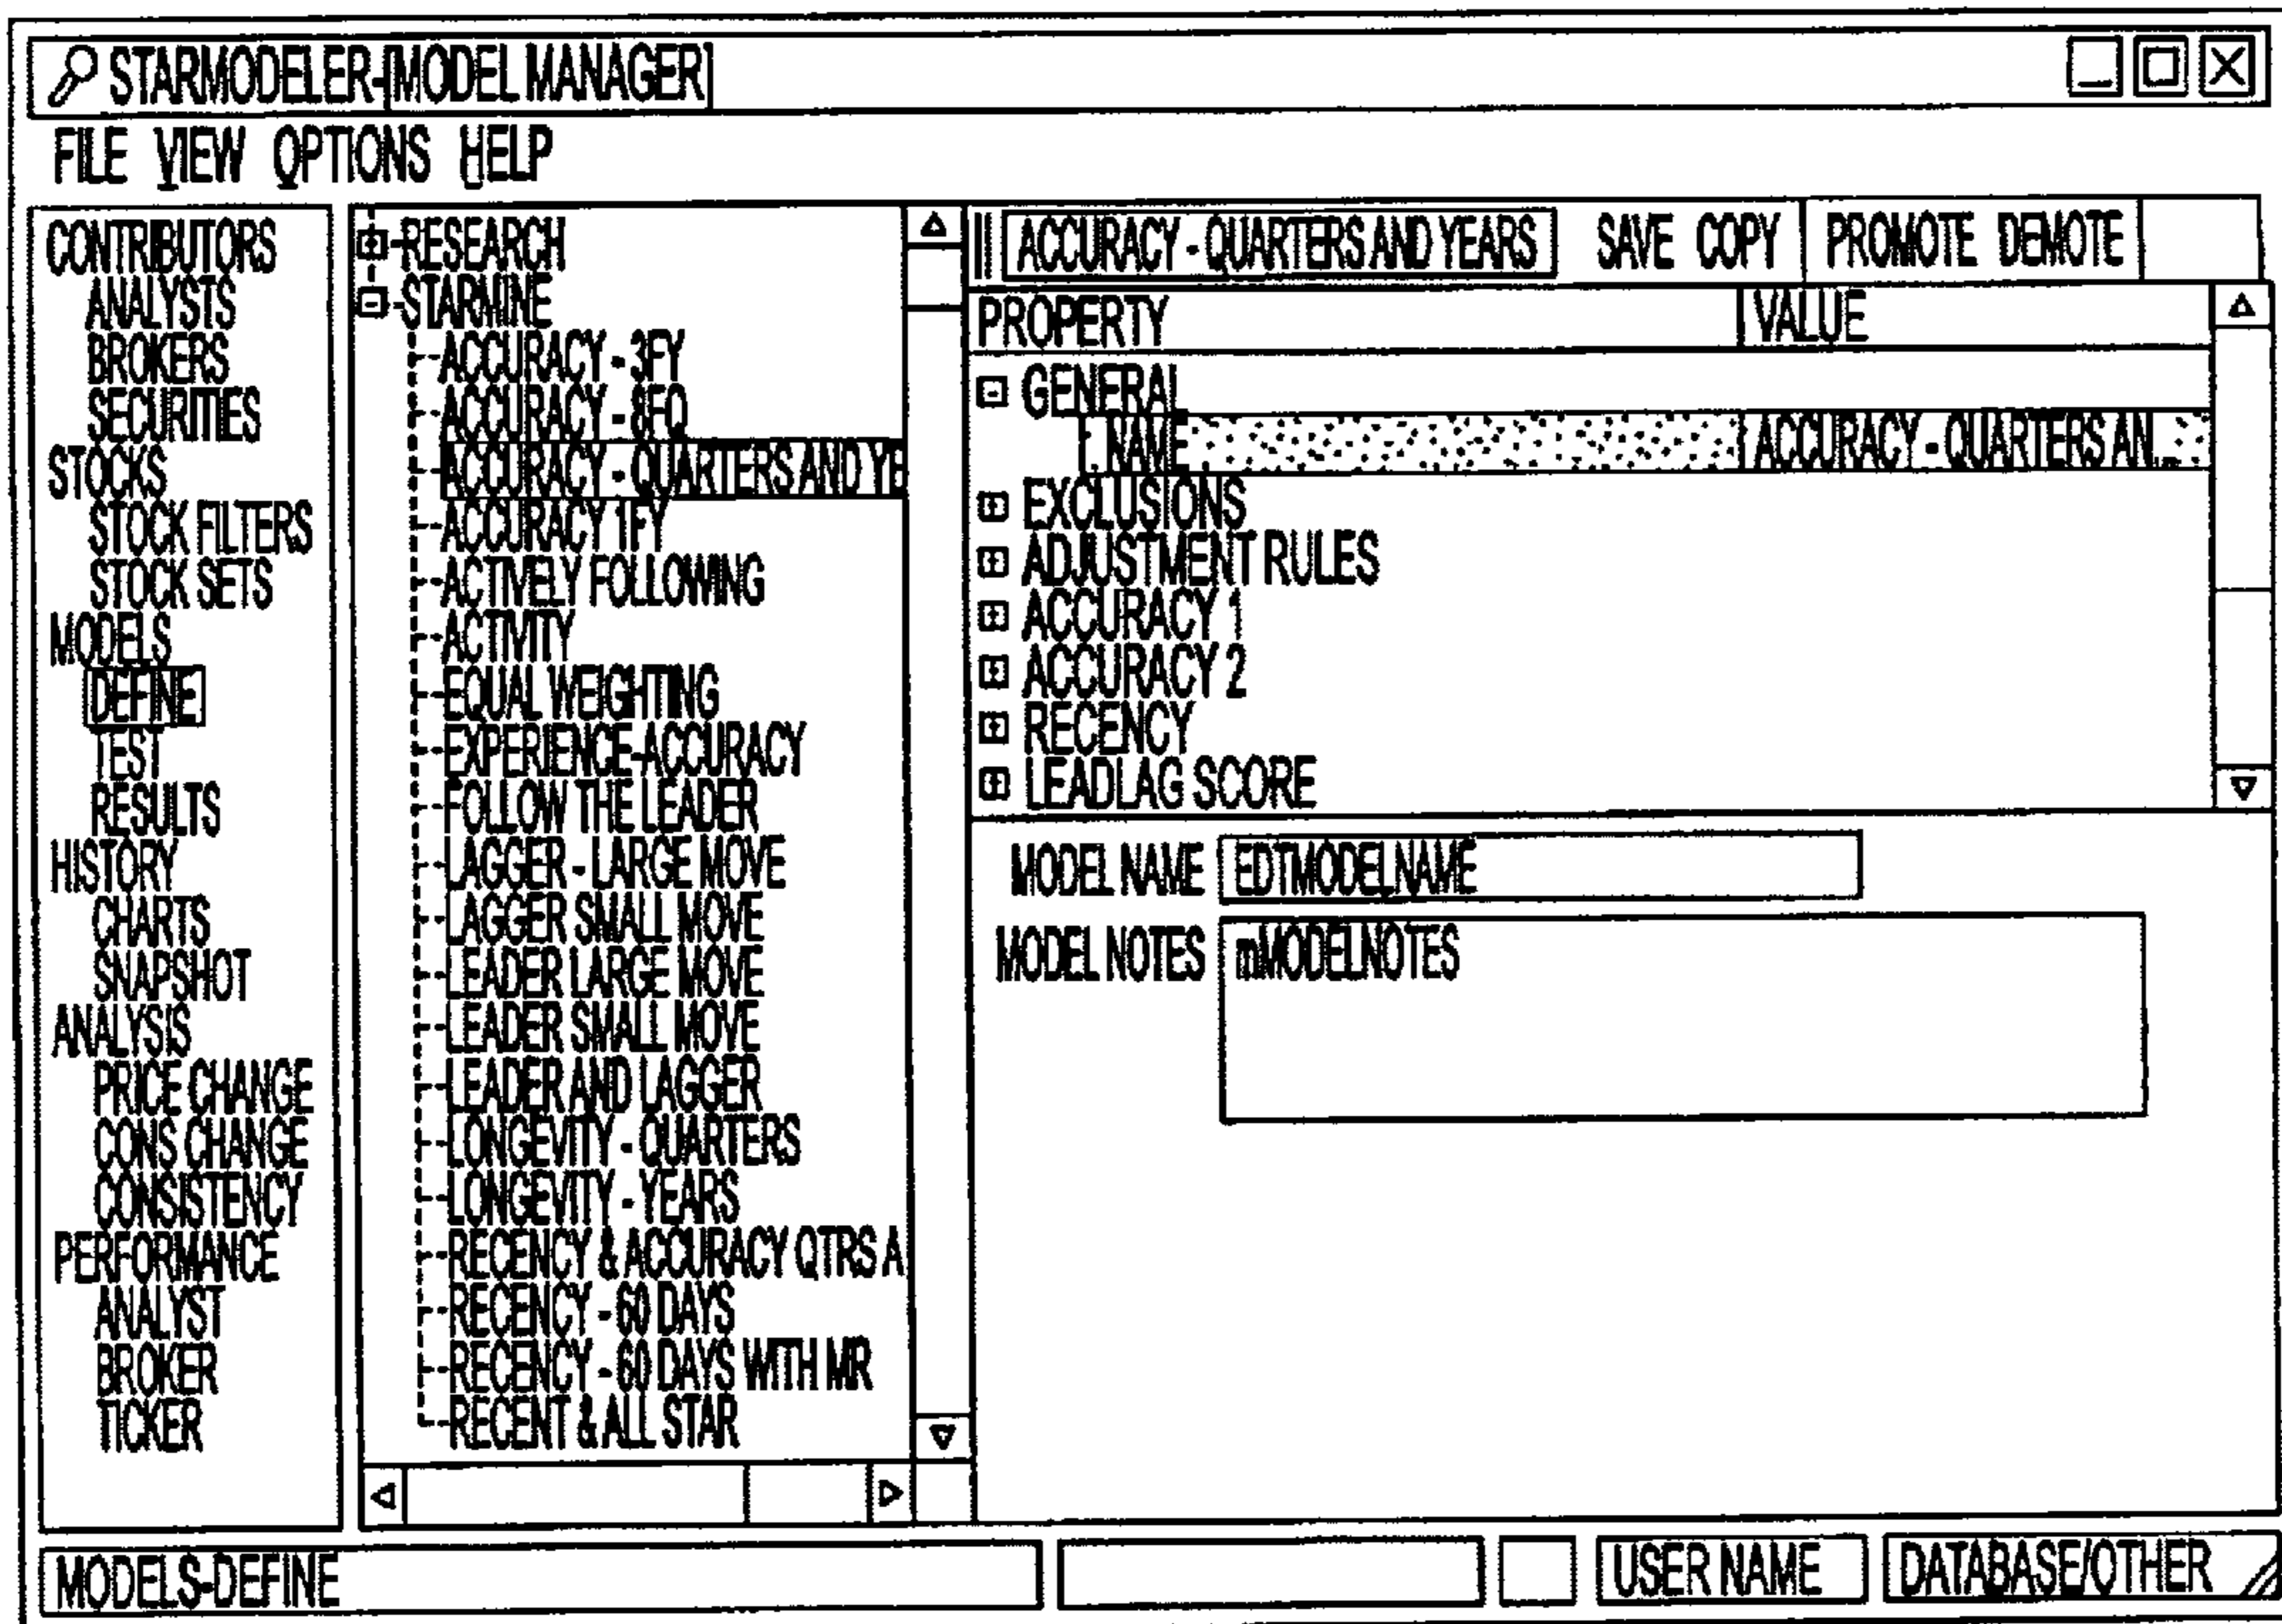 STARMODELER-[MODEL MANAGER]
FILE VIEW OPTIONS HELP
CONTRIBUTORS
ANALYSTS
BROKERS
SECURITIES
STOCKS
STOCK FILTERS
STOCK SETS
MODELS
DEFINE
TEST
RESULTS
HISTORY
CHARTS
SNAPSHOT
ANALYSIS
PRICE CHANGE
CONS CHANGE
CONSISTENCY
PERFORMANCE
ANALYST
BROKER
TICKER
RESEARCH
STARMINE
ACCURACY - 3FY
ACCURACY - 8FQ
ACCURACY - QUARTERS AND YE
ACCURACY 1FY
ACTIVELY FOLLOWING
ACTIVITY
EQUAL WEIGHTING
EXPERIENCE-ACCURACY
FOLLOW THE LEADER
LAGGER - LARGE MOVE
LAGGER SMALL MOVE
LEADER LARGE MOVE
LEADER SMALL MOVE
LEADER AND LAGGER
LONGEVITY - QUARTERS
LONGEVITY - YEARS
RECENCY & ACCURACY QTRS A
RECENCY - 60 DAYS
RECENCY - 60 DAYS WITH MR
RECENT & ALL STAR
ACCURACY - QUARTERS AND YEARS SAVE COPY PROMOTE DEMOTE
PROPERTY VALUE
GENERAL
NAME ACCURACY - QUARTERS AN...
EXCLUSIONS
ADJUSTMENT RULES
ACCURACY 1
ACCURACY 2
RECENCY
LEADLAG SCORE
MODEL NAME EDTMODELNAME
MODEL NOTES mMODELNOTES
MODELS-DEFINE USER NAME DATABASE/OTHER